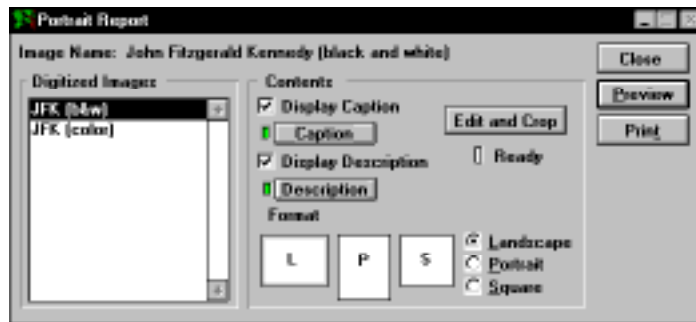 Portrait Report
Image Name: John Fitzgerald Kennedy (black and white)
Close
Digitized Images
Contents
JFK (b&w)
JFK (color)
Display Caption
Caption
Edit and Crop
Preview
Print
Display Description
Ready
Description
Format
L
P
S
Landscape
Portrait
Square